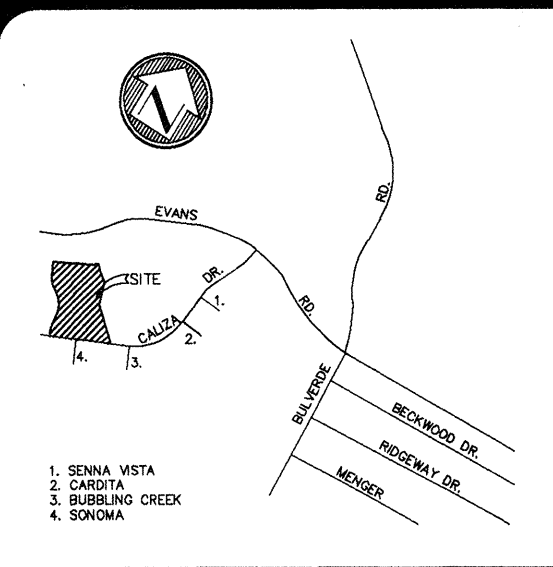 EVANS
RD.
RD.
SITE
CALIZA
DR.
1.
2.
3.
4.
BULVERDE
BECKWOOD DR.
RIDGEWAY DR.
MENGER
1. SENNA VISTA
2. CARDITA
3. BUBBLING CREEK
4. SONOMA